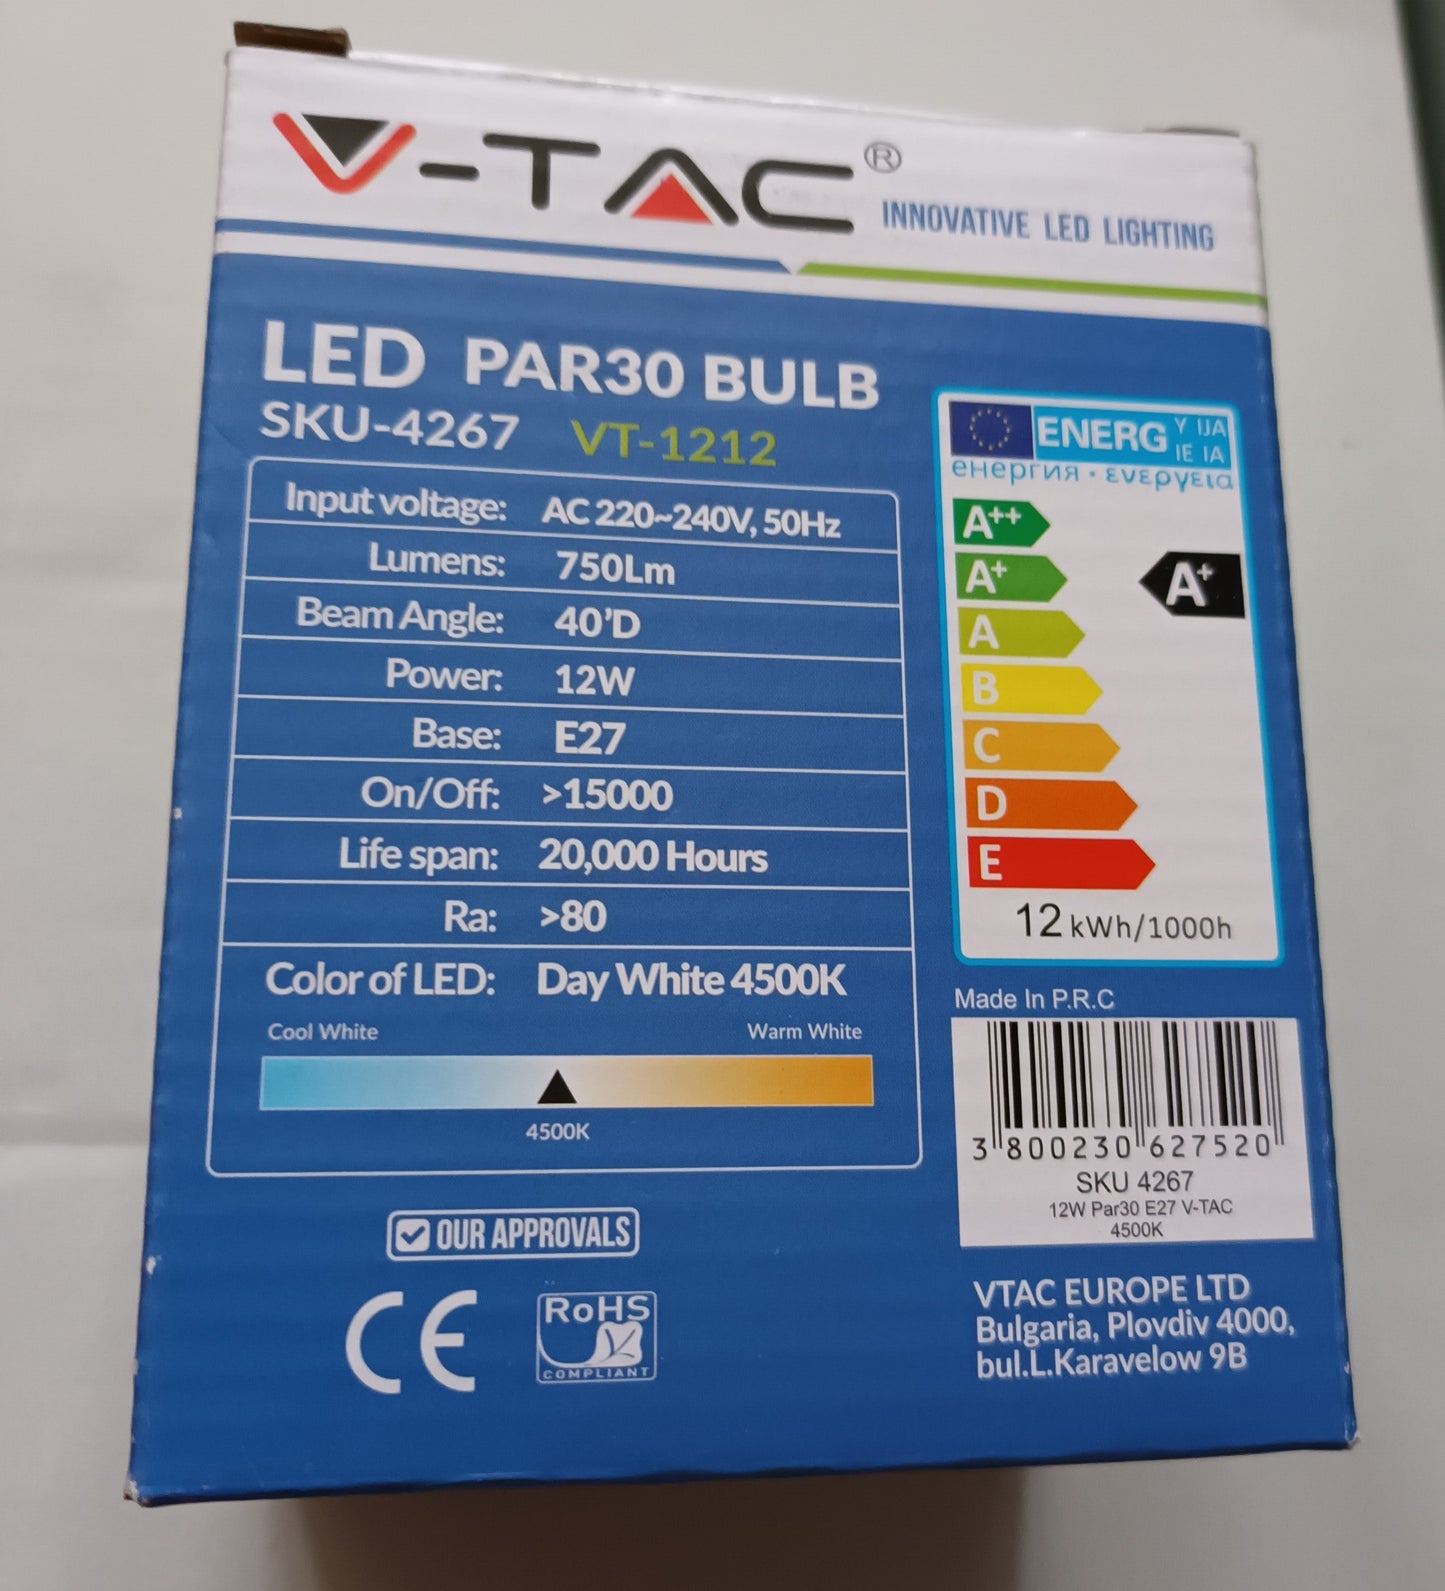 V-TAC®
INNOVATIVE LED LIGHTING
LED PAR30 BULB
SKU-4267 VT-1212
Input voltage: AC 220~240V, 50Hz
Lumens: 750Lm
Beam Angle: 40'D
Power: 12W
Base: E27
On/Off: >15000
Life span: 20,000 Hours
Ra: >80
Color of LED: Day White 4500K
Cool White Warm White
4500K
OUR APPROVALS
CE
RoHS
COMPLIANT
ENERG Y IJA
IE IA
енергия · ενεργεια
A++
A+
A+
A
B
C
D
E
12 kWh/1000h
Made In P.R.C
3 800230 627520
SKU 4267
12W Par30 E27 V-TAC
4500K
VTAC EUROPE LTD
Bulgaria, Plovdiv 4000,
bul.L.Karavelow 9B